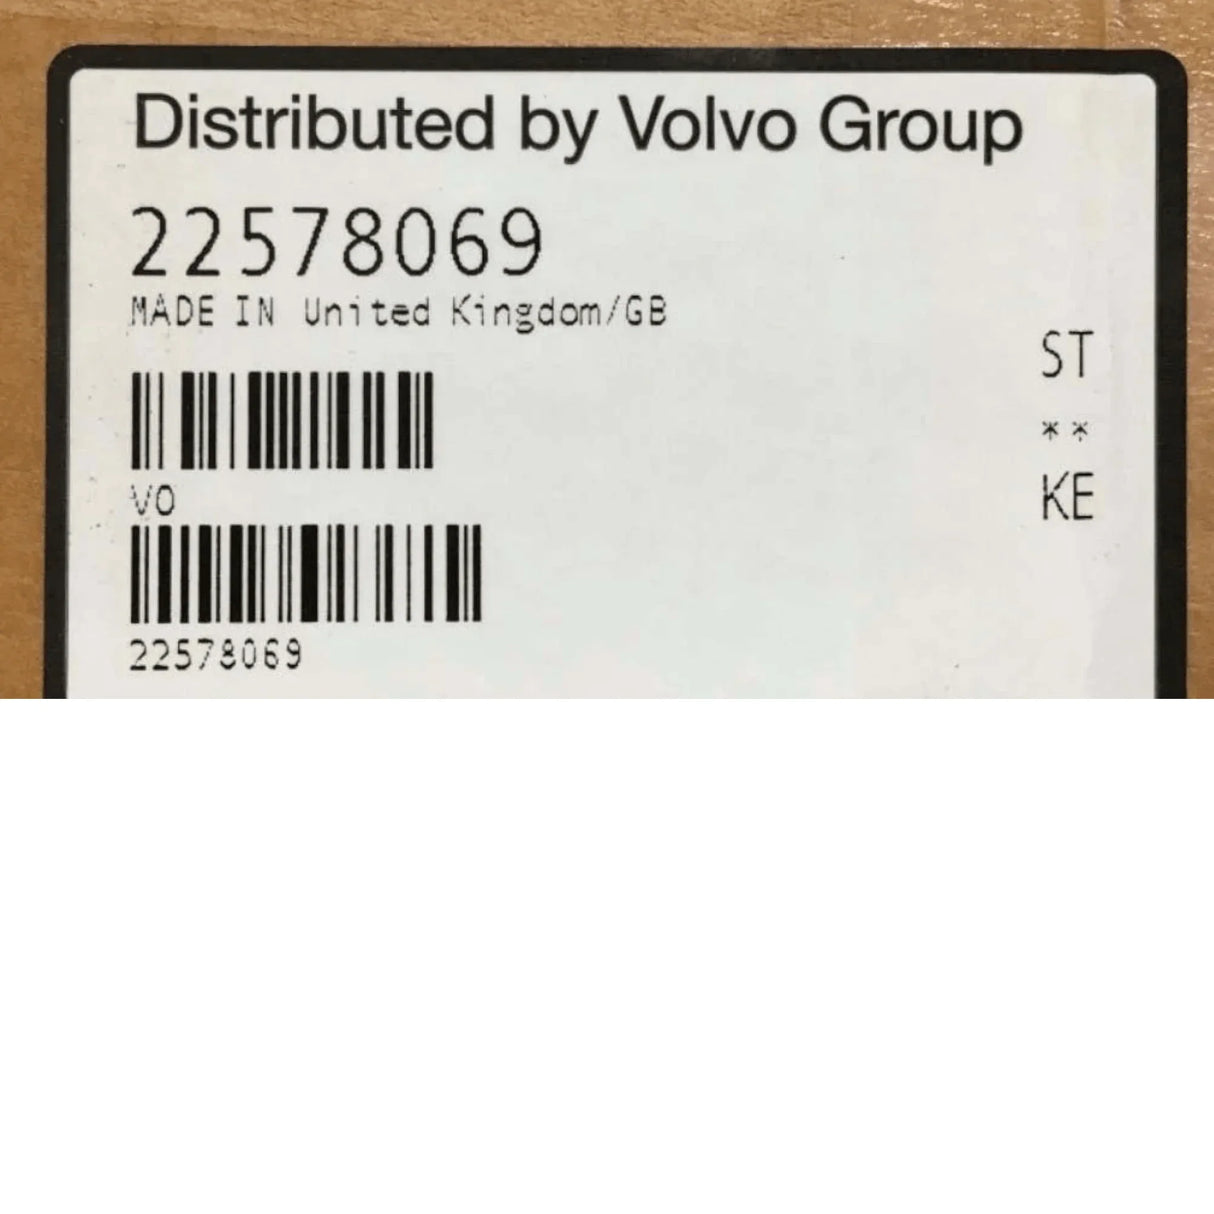 Distributed by Volvo Group
22578069
MADE IN United Kingdom/GB
ST
**
KE
VO
22578069